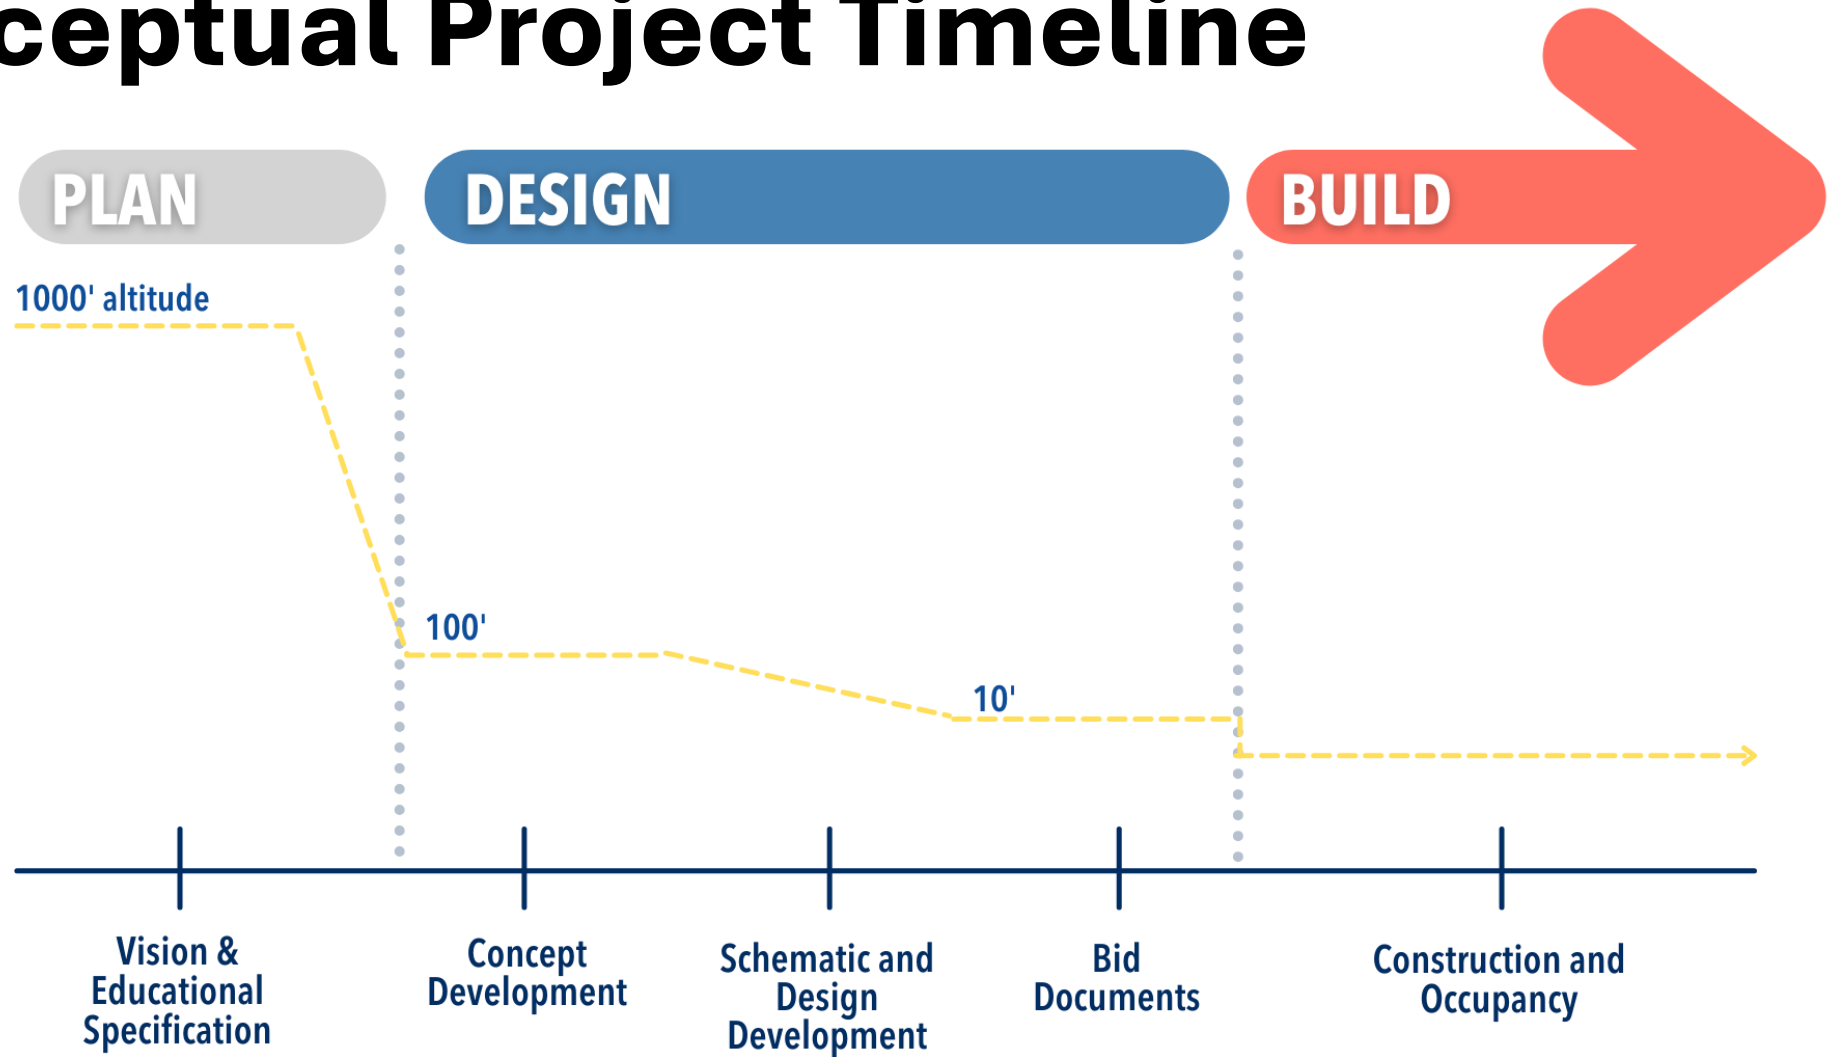 ceptual Project Timeline
PLAN
DESIGN
BUILD
1000' altitude
100'
10'
Vision &
Educational
Specification
Concept
Development
Schematic and
Design
Development
Bid
Documents
Construction and
Occupancy